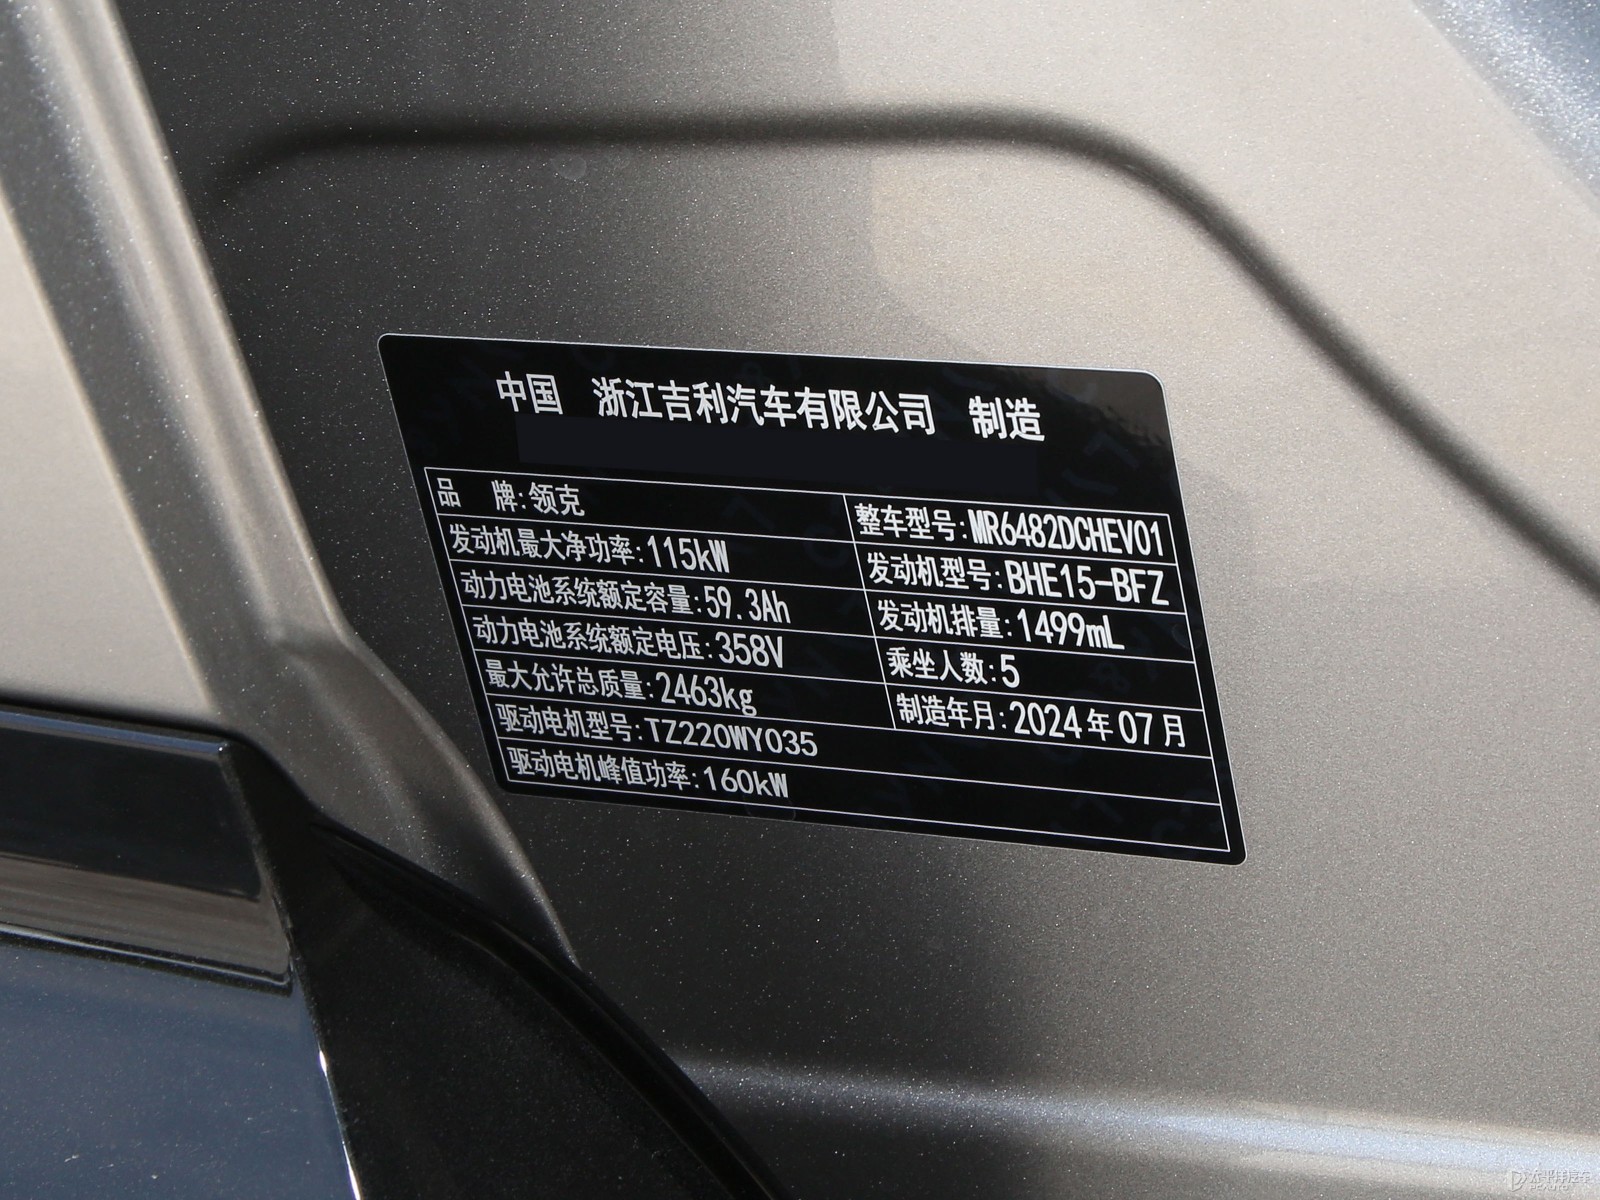 中国 浙江吉利汽车有限公司 制造
品 牌:领克 整车型号:MR6482DCHEV01
发动机最大净功率:115kW 发动机型号:BHE15-BFZ
动力电池系统额定容量:59.3Ah 发动机排量:1499mL
动力电池系统额定电压:358V 乘坐人数:5
最大允许总质量:2463kg 制造年月:2024年07月
驱动电机型号:TZ220WY035
驱动电机峰值功率:160kW
太平洋汽车